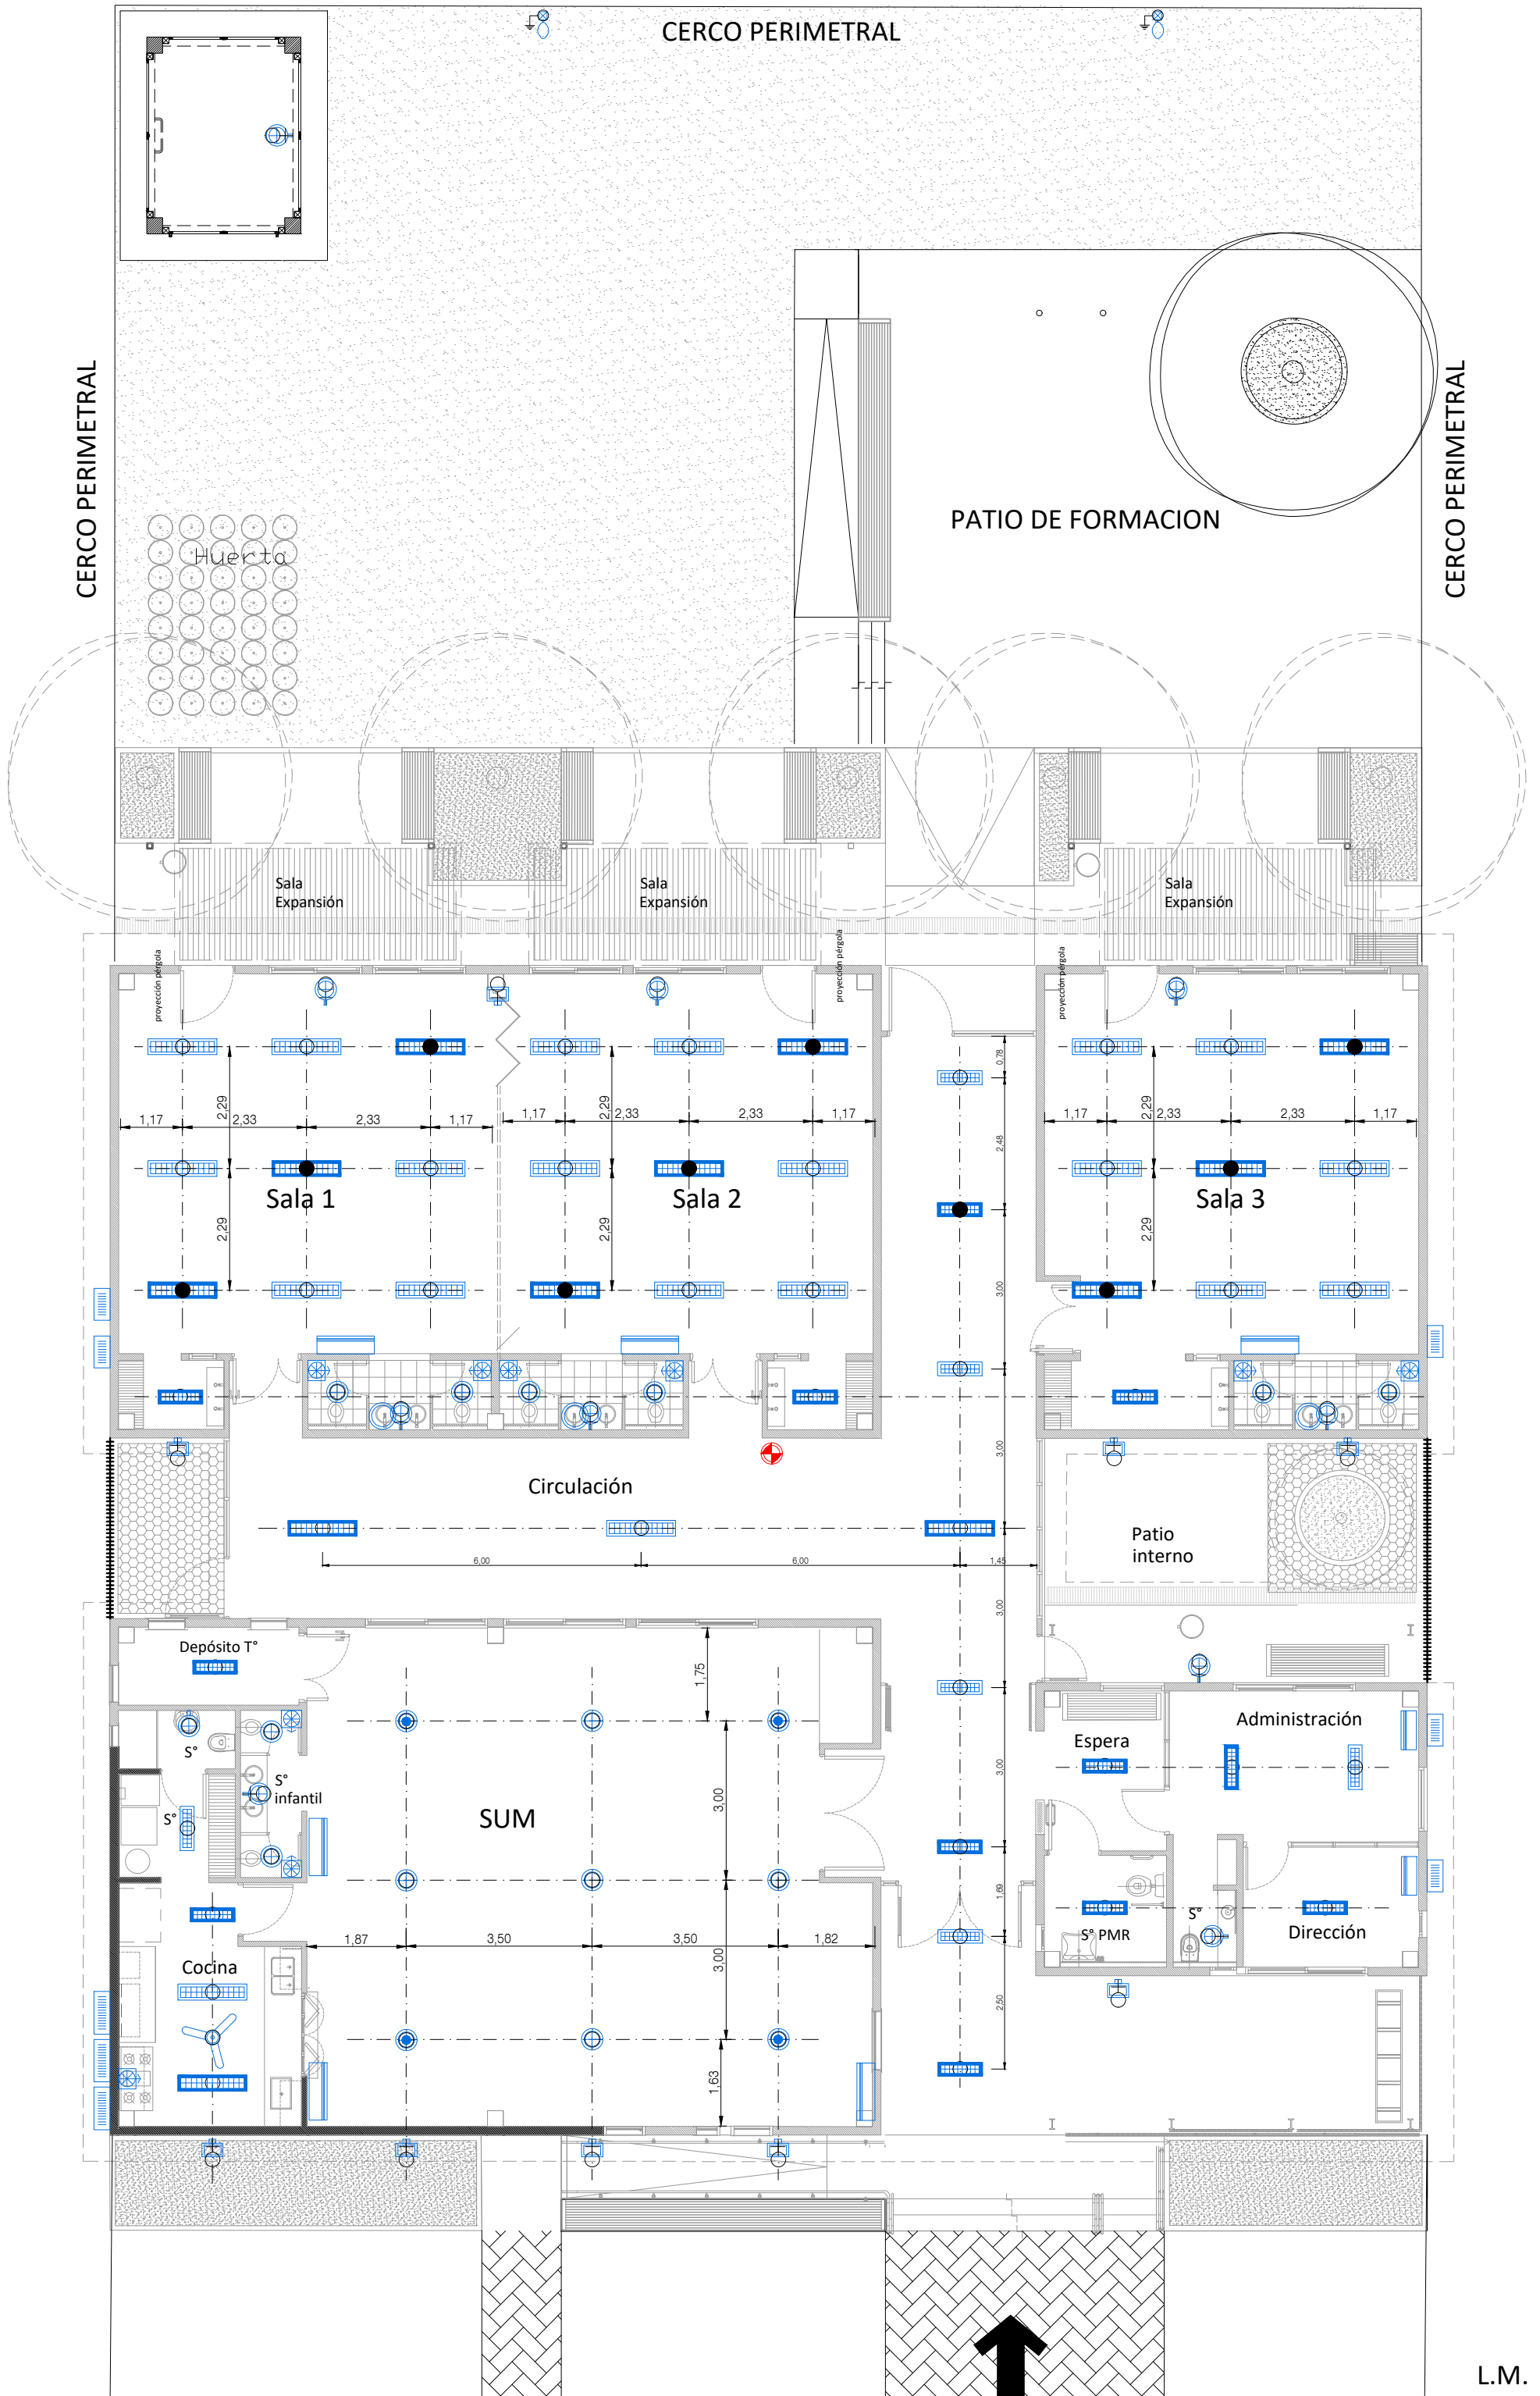 CERCO PERIMETRAL
CERCO PERIMETRAL
CERCO PERIMETRAL
PATIO DE FORMACION
Huerta
Sala
Expansión
Sala
Expansión
Sala
Expansión
proyección pérgola
proyección pérgola
proyección pérgola
0,78
1,17
2,33
2,29
2,33
1,17
1,17
2,29
2,33
2,33
1,17
2,48
1,17
2,29
2,33
2,33
1,17
Sala 1
Sala 2
Sala 3
2,29
2,29
2,29
3,00
3,00
Circulación
Patio
interno
6,00
6,00
1,45
3,00
Depósito T°
1,75
S°
S°
infantil
S°
SUM
3,00
3,00
Espera
Administración
1,87
3,50
3,50
1,82
3,00
1,69
S° PMR
S°
Dirección
Cocina
2,50
1,63
L.M.